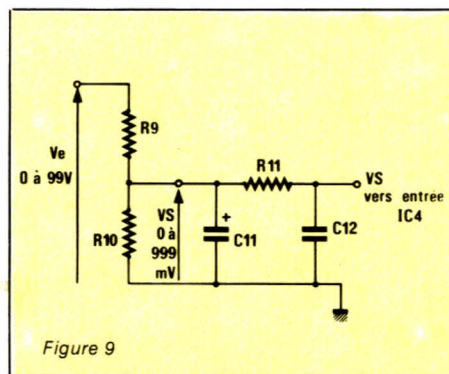 R9
Ve
0 à 99V
R11
VS
vers entrée
IC4
R10
VS
0 à
999
mV
+
C11
C12
Figure 9